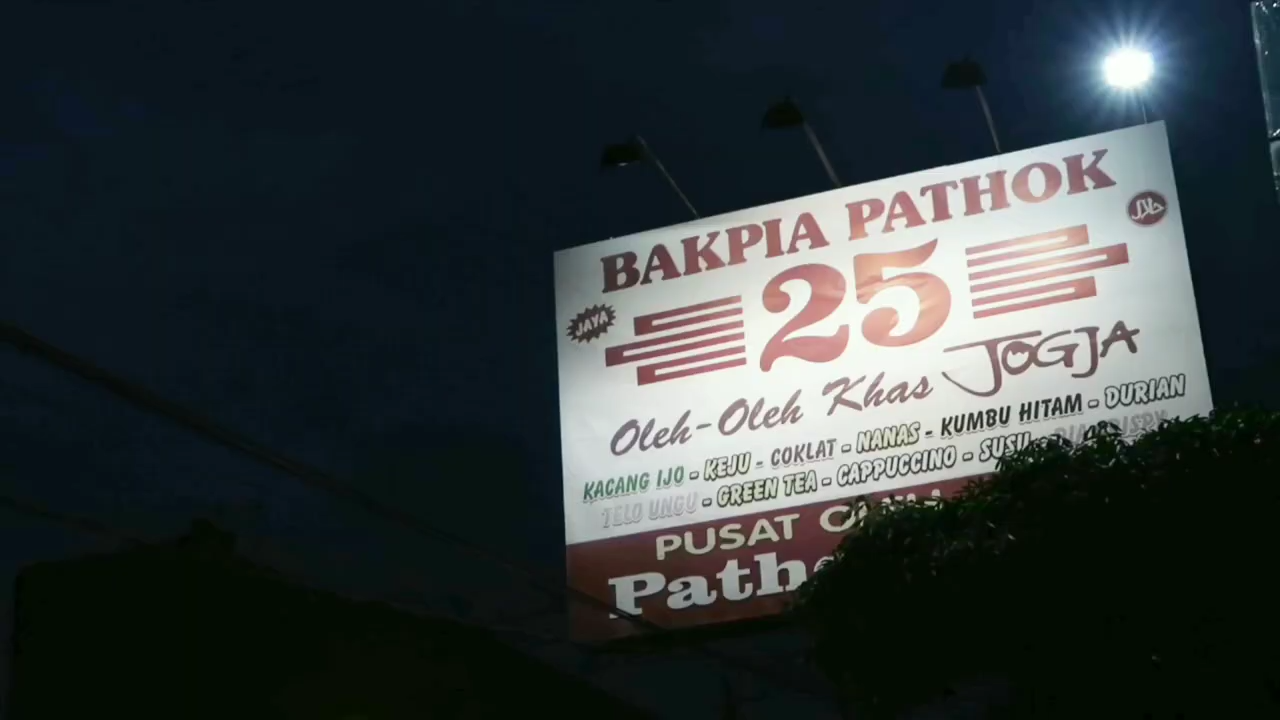 BAKPIA PATHOK
25
JAYA
Oleh-Oleh Khas JOGJA
KACANG IJO - KEJU - COKLAT - NANAS - KUMBU HITAM - DURIAN
TELO UNGU - GREEN TEA - CAPPUCCINO - SUSU
PUSAT